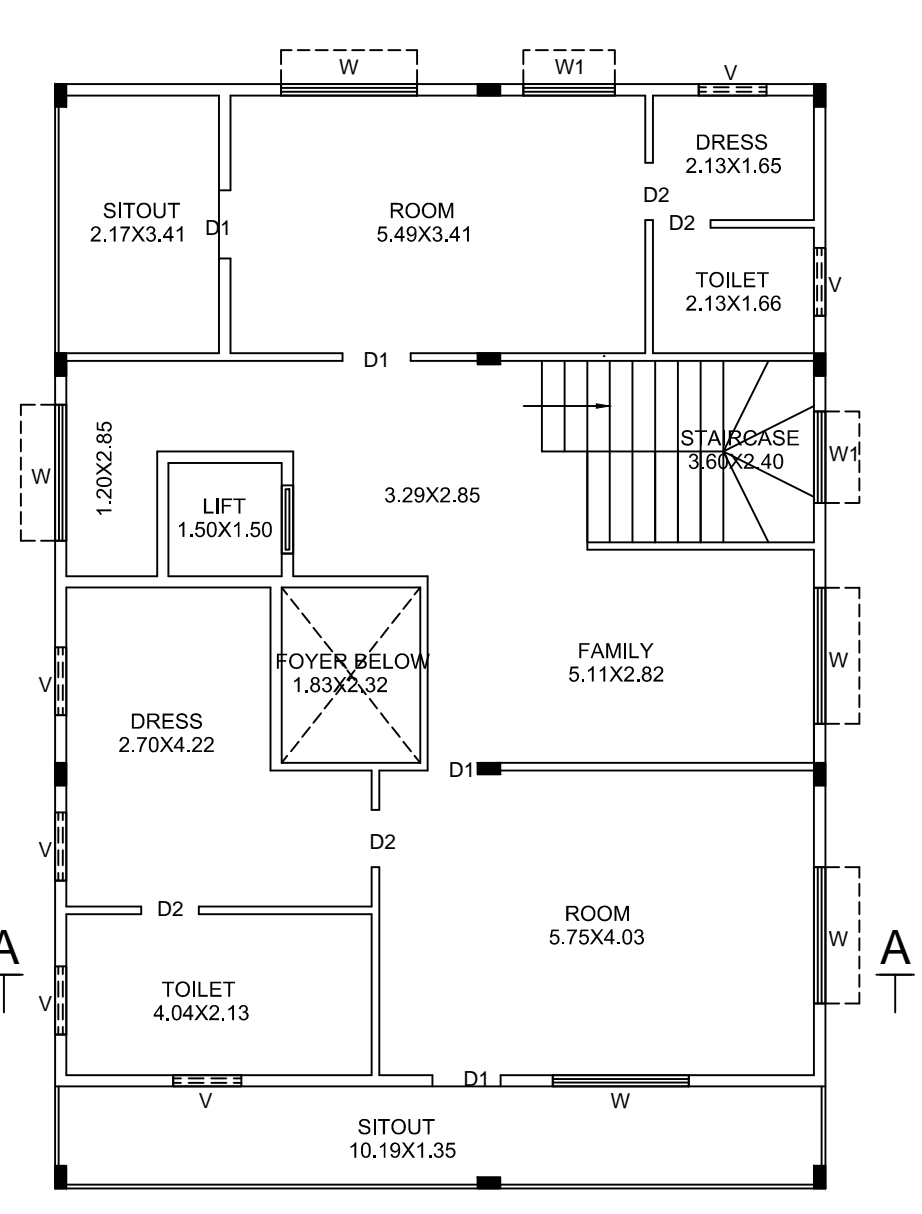 W
W1
V
DRESS
2.13X1.65
SITOUT
2.17X3.41
D1
ROOM
5.49X3.41
D2
D2
TOILET
2.13X1.66
V
D1
W
1.20X2.85
LIFT
1.50X1.50
3.29X2.85
STAIRCASE
3.60X2.40
W1
FOYER BELOW
1.83X2.32
FAMILY
5.11X2.82
W
V
DRESS
2.70X4.22
D1
V
D2
D2
ROOM
5.75X4.03
W
A
A
V
TOILET
4.04X2.13
D1
V
W
SITOUT
10.19X1.35